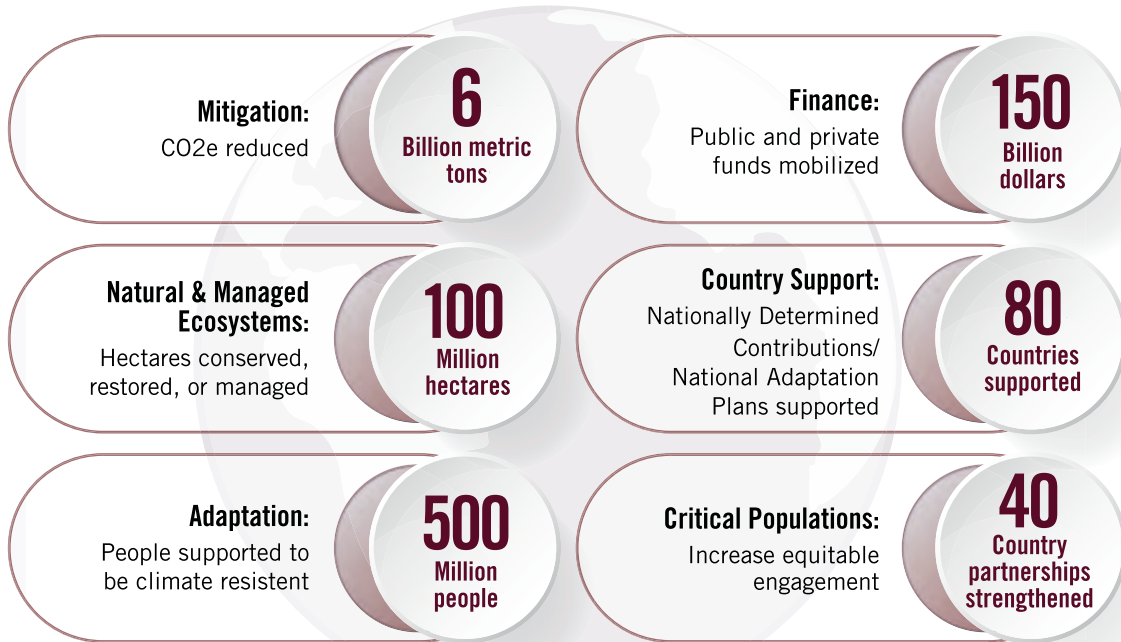 Mitigation:
CO2e reduced
6
Billion metric
tons
Finance:
Public and private
funds mobilized
150
Billion
dollars
Natural & Managed
Ecosystems:
Hectares conserved,
restored, or managed
100
Million
hectares
Country Support:
Nationally Determined
Contributions/
National Adaptation
Plans supported
80
Countries
supported
Adaptation:
People supported to
be climate resistent
500
Million
people
Critical Populations:
Increase equitable
engagement
40
Country
partnerships
strengthened